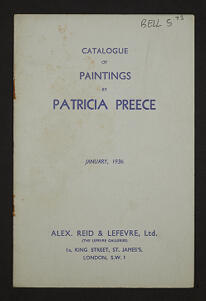 BELL 5 43
CATALOGUE
OF
PAINTINGS
BY
PATRICIA PREECE
JANUARY, 1936
ALEX. REID & LEFEVRE, Ltd.
(THE LEFEVRE GALLERIES)
1a, KING STREET, ST. JAMES'S,
LONDON, S.W. 1